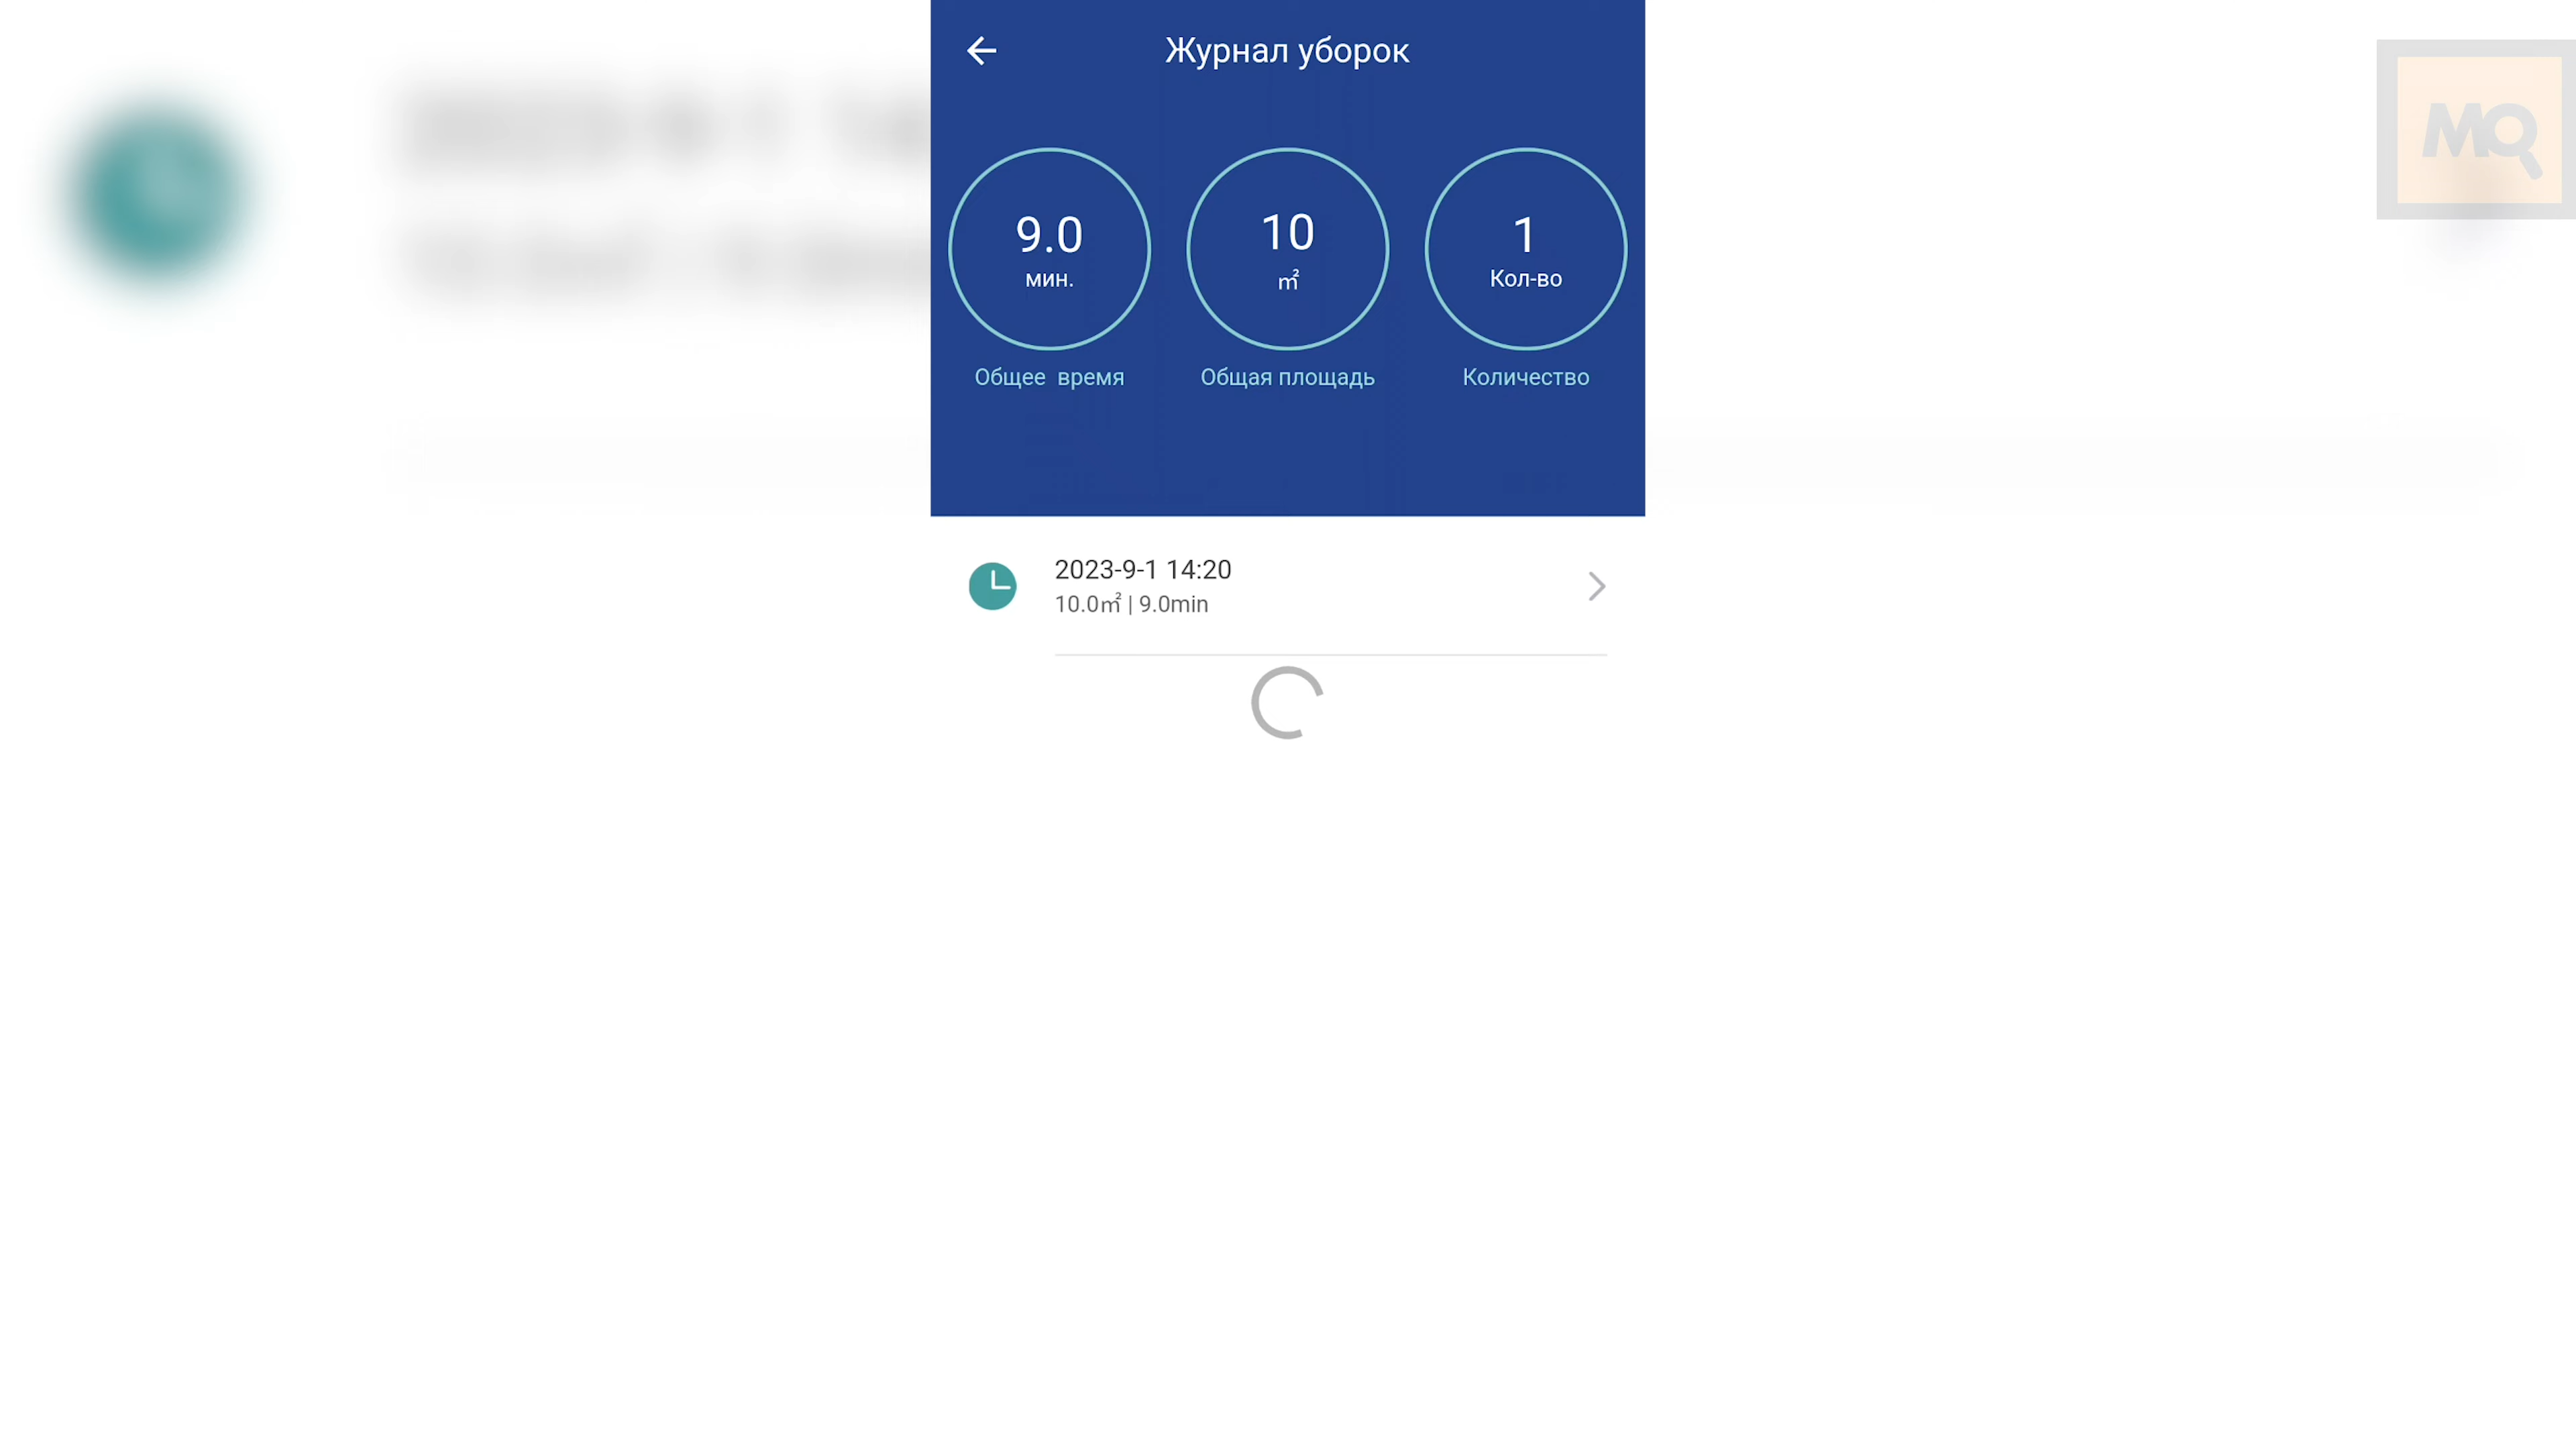 Журнал уборок
9.0
мин.
Общее время
10
㎡
Общая площадь
1
Кол-во
Количество
2023-9-1 14:20
10.0㎡ | 9.0min
MQ